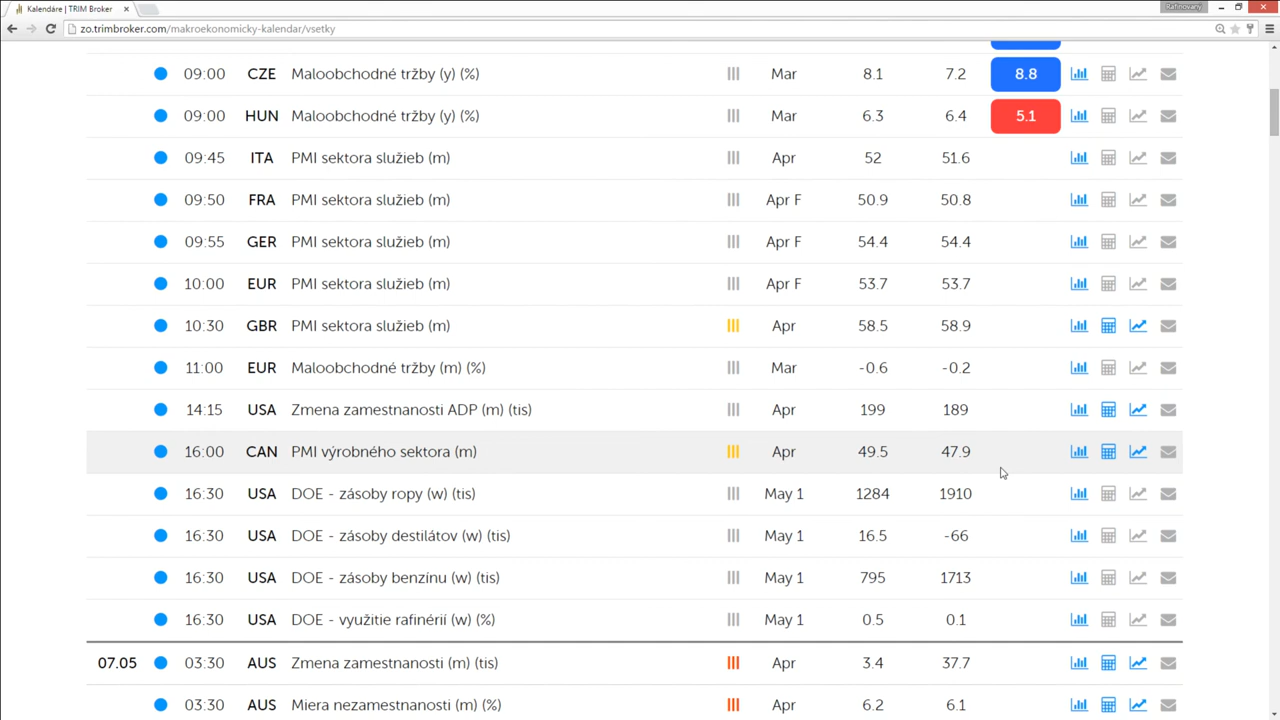 Kalendáre | TRIM Broker
Rafinovaný
zo.trimbroker.com/makroekonomicky-kalendar/vsetky
09:00 CZE Maloobchodné tržby (y) (%) Mar 8.1 7.2 8.8
09:00 HUN Maloobchodné tržby (y) (%) Mar 6.3 6.4 5.1
09:45 ITA PMI sektora služieb (m) Apr 52 51.6
09:50 FRA PMI sektora služieb (m) Apr F 50.9 50.8
09:55 GER PMI sektora služieb (m) Apr F 54.4 54.4
10:00 EUR PMI sektora služieb (m) Apr F 53.7 53.7
10:30 GBR PMI sektora služieb (m) Apr 58.5 58.9
11:00 EUR Maloobchodné tržby (m) (%) Mar -0.6 -0.2
14:15 USA Zmena zamestnanosti ADP (m) (tis) Apr 199 189
16:00 CAN PMI výrobného sektora (m) Apr 49.5 47.9
16:30 USA DOE - zásoby ropy (w) (tis) May 1 1284 1910
16:30 USA DOE - zásoby destilátov (w) (tis) May 1 16.5 -66
16:30 USA DOE - zásoby benzínu (w) (tis) May 1 795 1713
16:30 USA DOE - využitie rafinérií (w) (%) May 1 0.5 0.1
07.05 03:30 AUS Zmena zamestnanosti (m) (tis) Apr 3.4 37.7
03:30 AUS Miera nezamestnanosti (m) (%) Apr 6.2 6.1